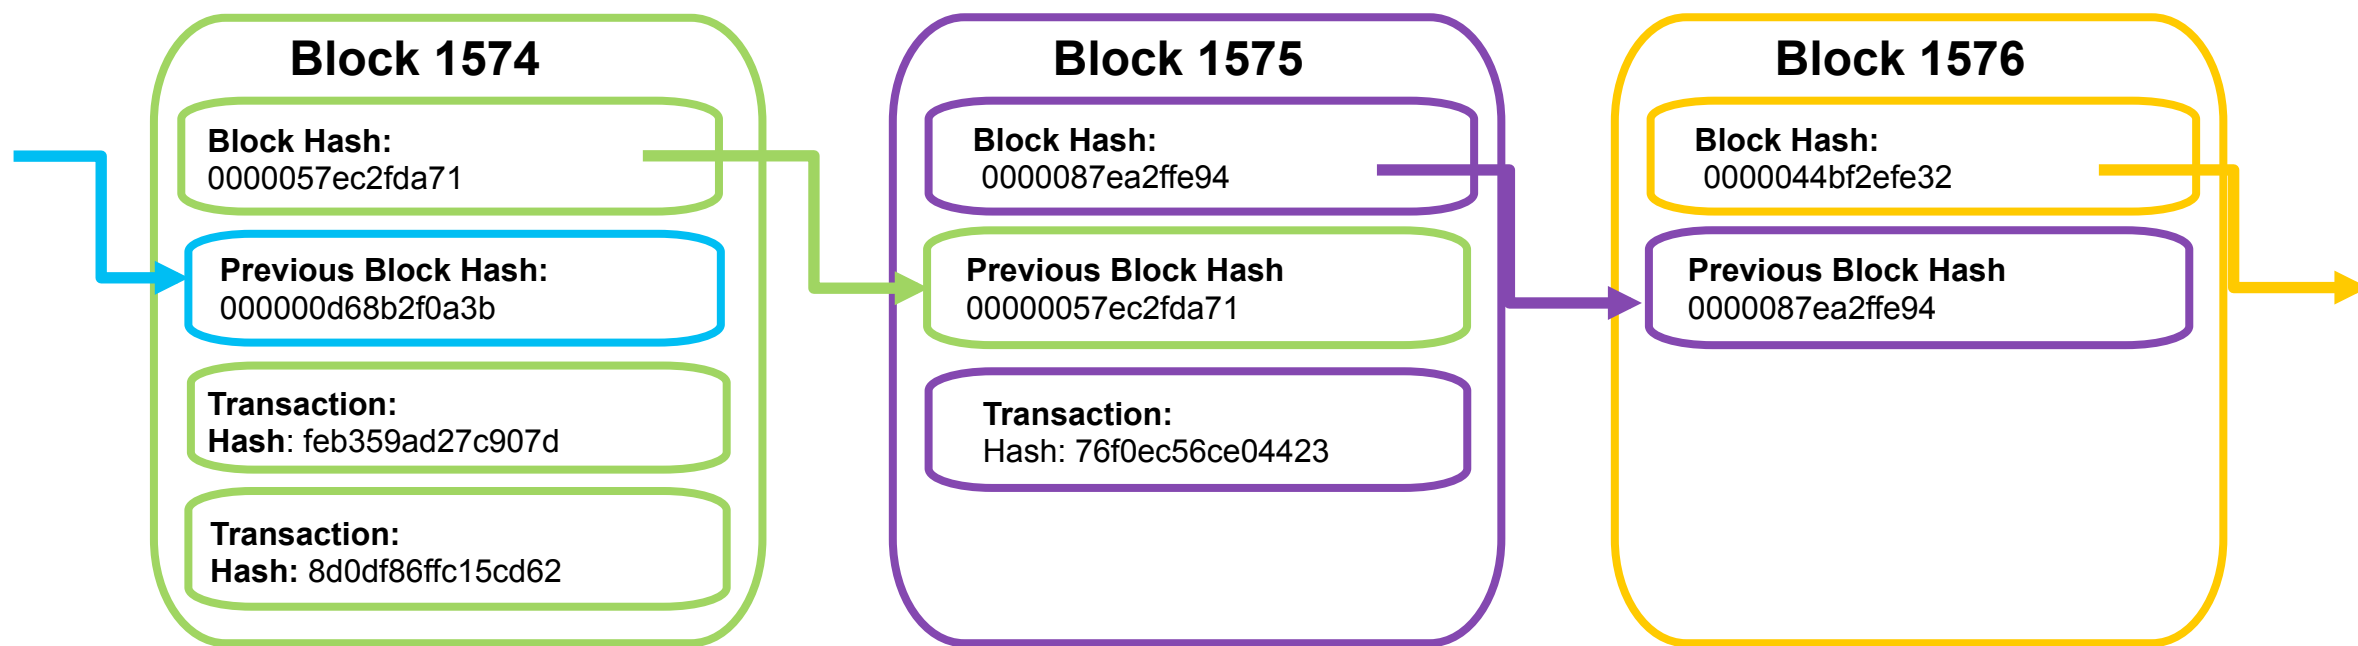 Block 1574
Block Hash:
0000057ec2fda71
Previous Block Hash:
000000d68b2f0a3b
Transaction:
Hash: feb359ad27c907d
Transaction:
Hash: 8d0df86ffc15cd62
Block 1575
Block Hash:
0000087ea2ffe94
Previous Block Hash
00000057ec2fda71
Transaction:
Hash: 76f0ec56ce04423
Block 1576
Block Hash:
0000044bf2efe32
Previous Block Hash
0000087ea2ffe94